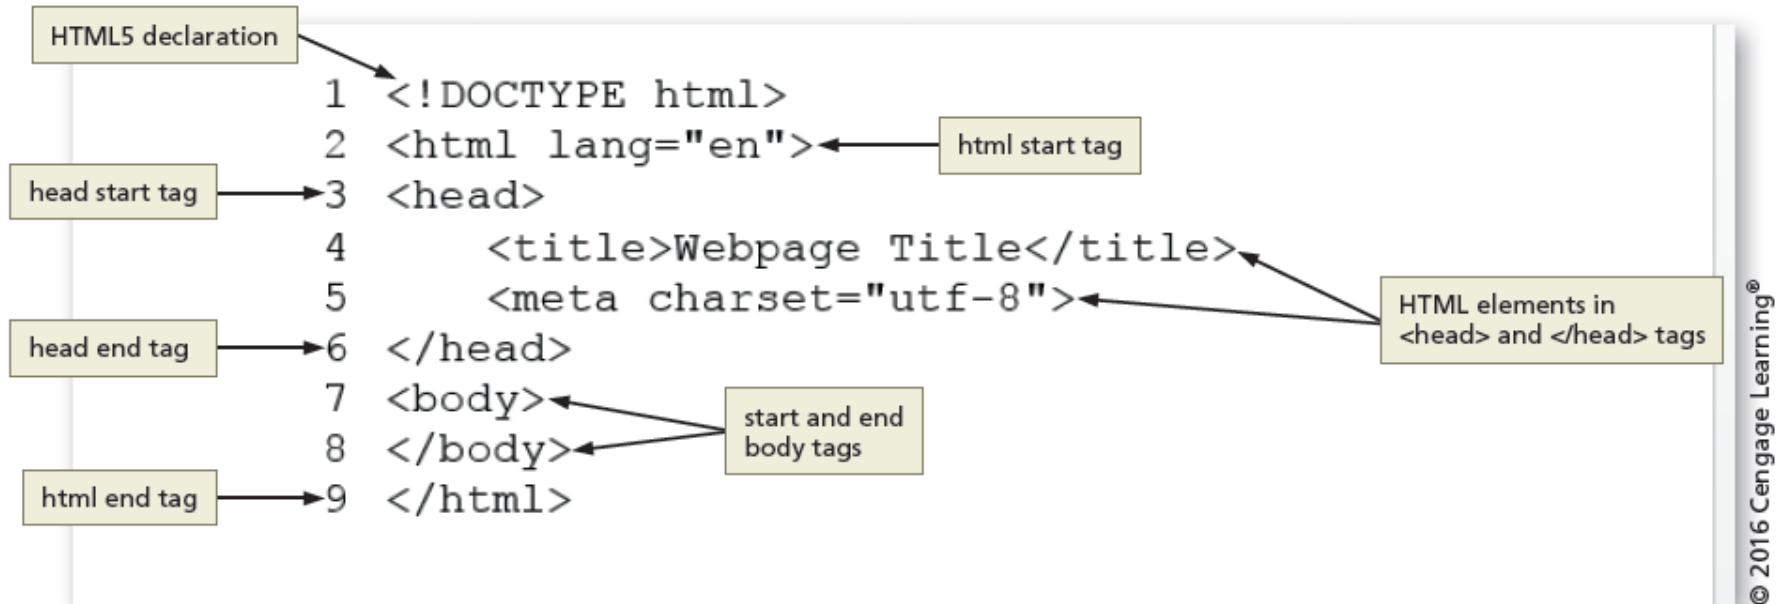 HTML5 declaration
1 <!DOCTYPE html>
2 <html lang="en">
html start tag
head start tag
3 <head>
4 <title>Webpage Title</title>
5 <meta charset="utf-8">
HTML elements in
<head> and </head> tags
head end tag
6 </head>
7 <body>
start and end
body tags
8 </body>
html end tag
9 </html>
© 2016 Cengage Learning®